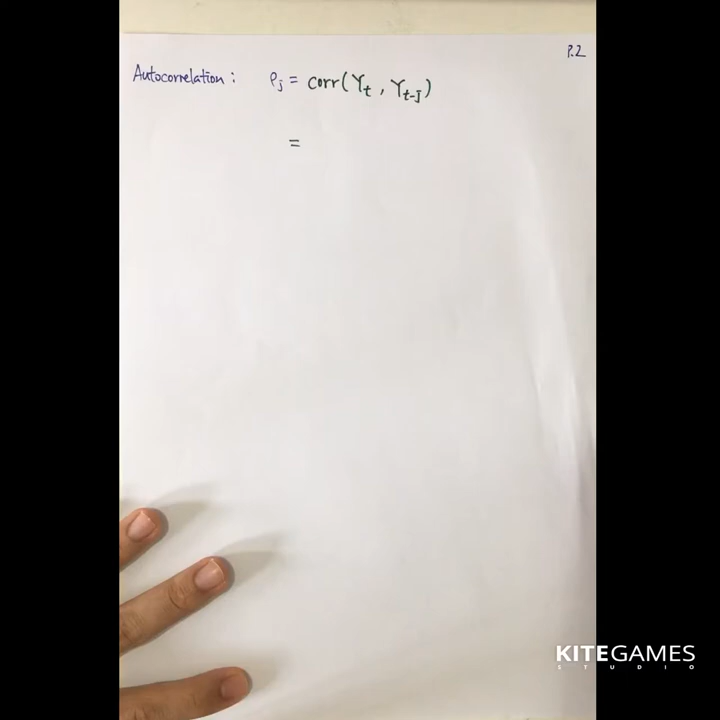 P.2
Autocorrelation : ρⱼ = corr(Yₜ , Yₜ₋ⱼ)
=
KITEGAMES
STUDIO